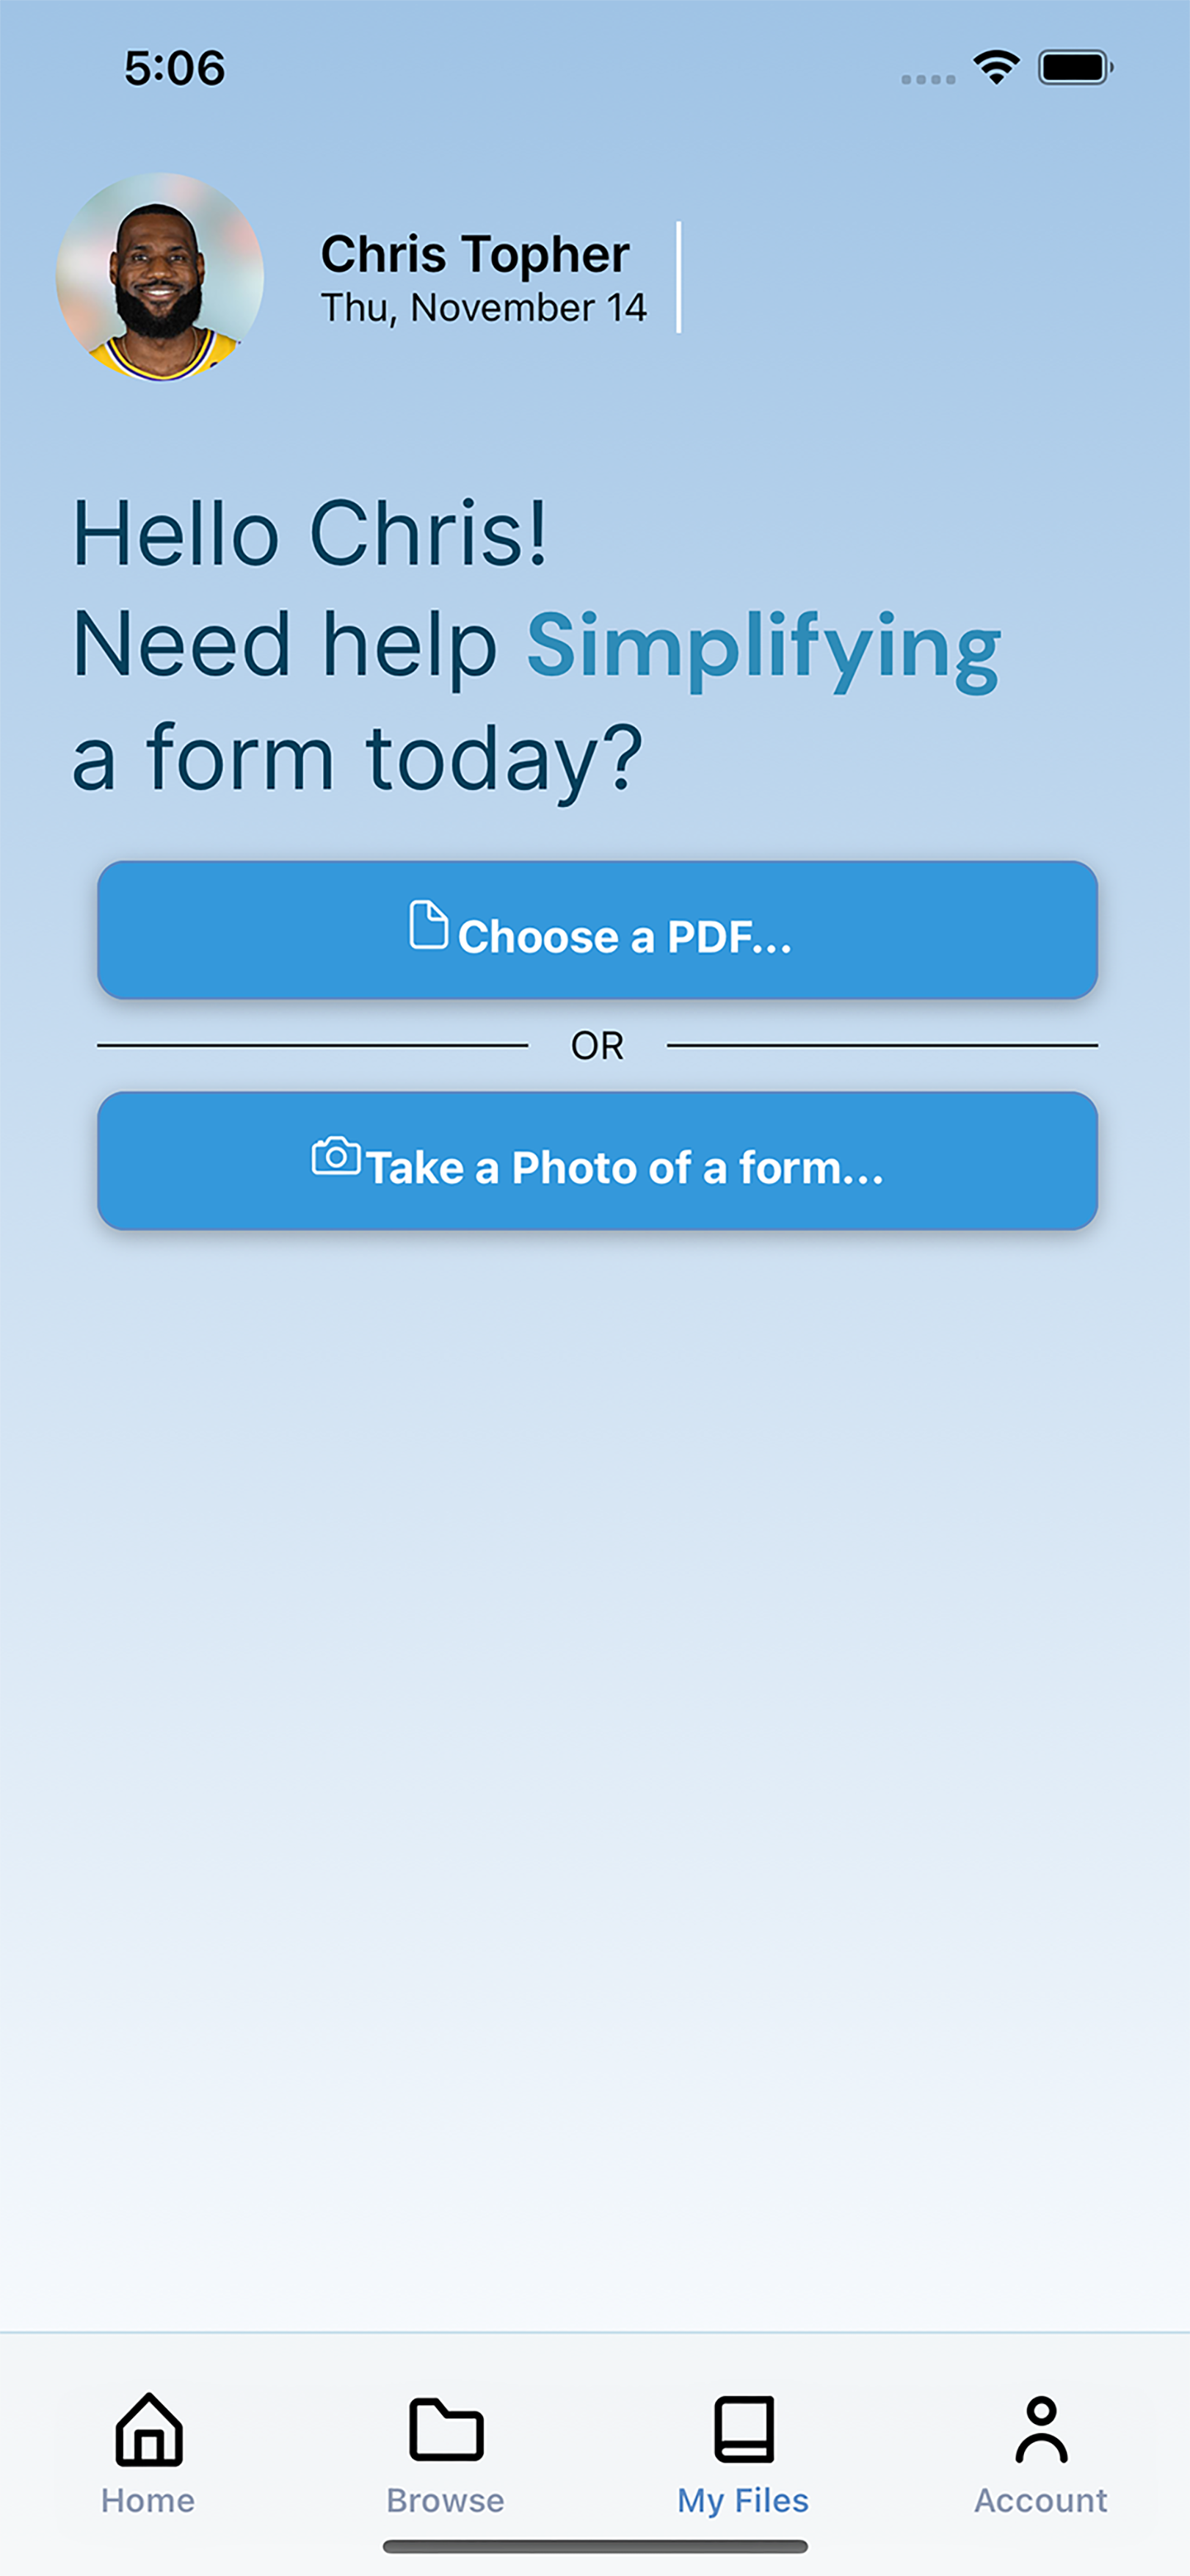 5:06
Chris Topher
Thu, November 14
Hello Chris!
Need help Simplifying
a form today?
Choose a PDF...
OR
Take a Photo of a form...
Home
Browse
My Files
Account